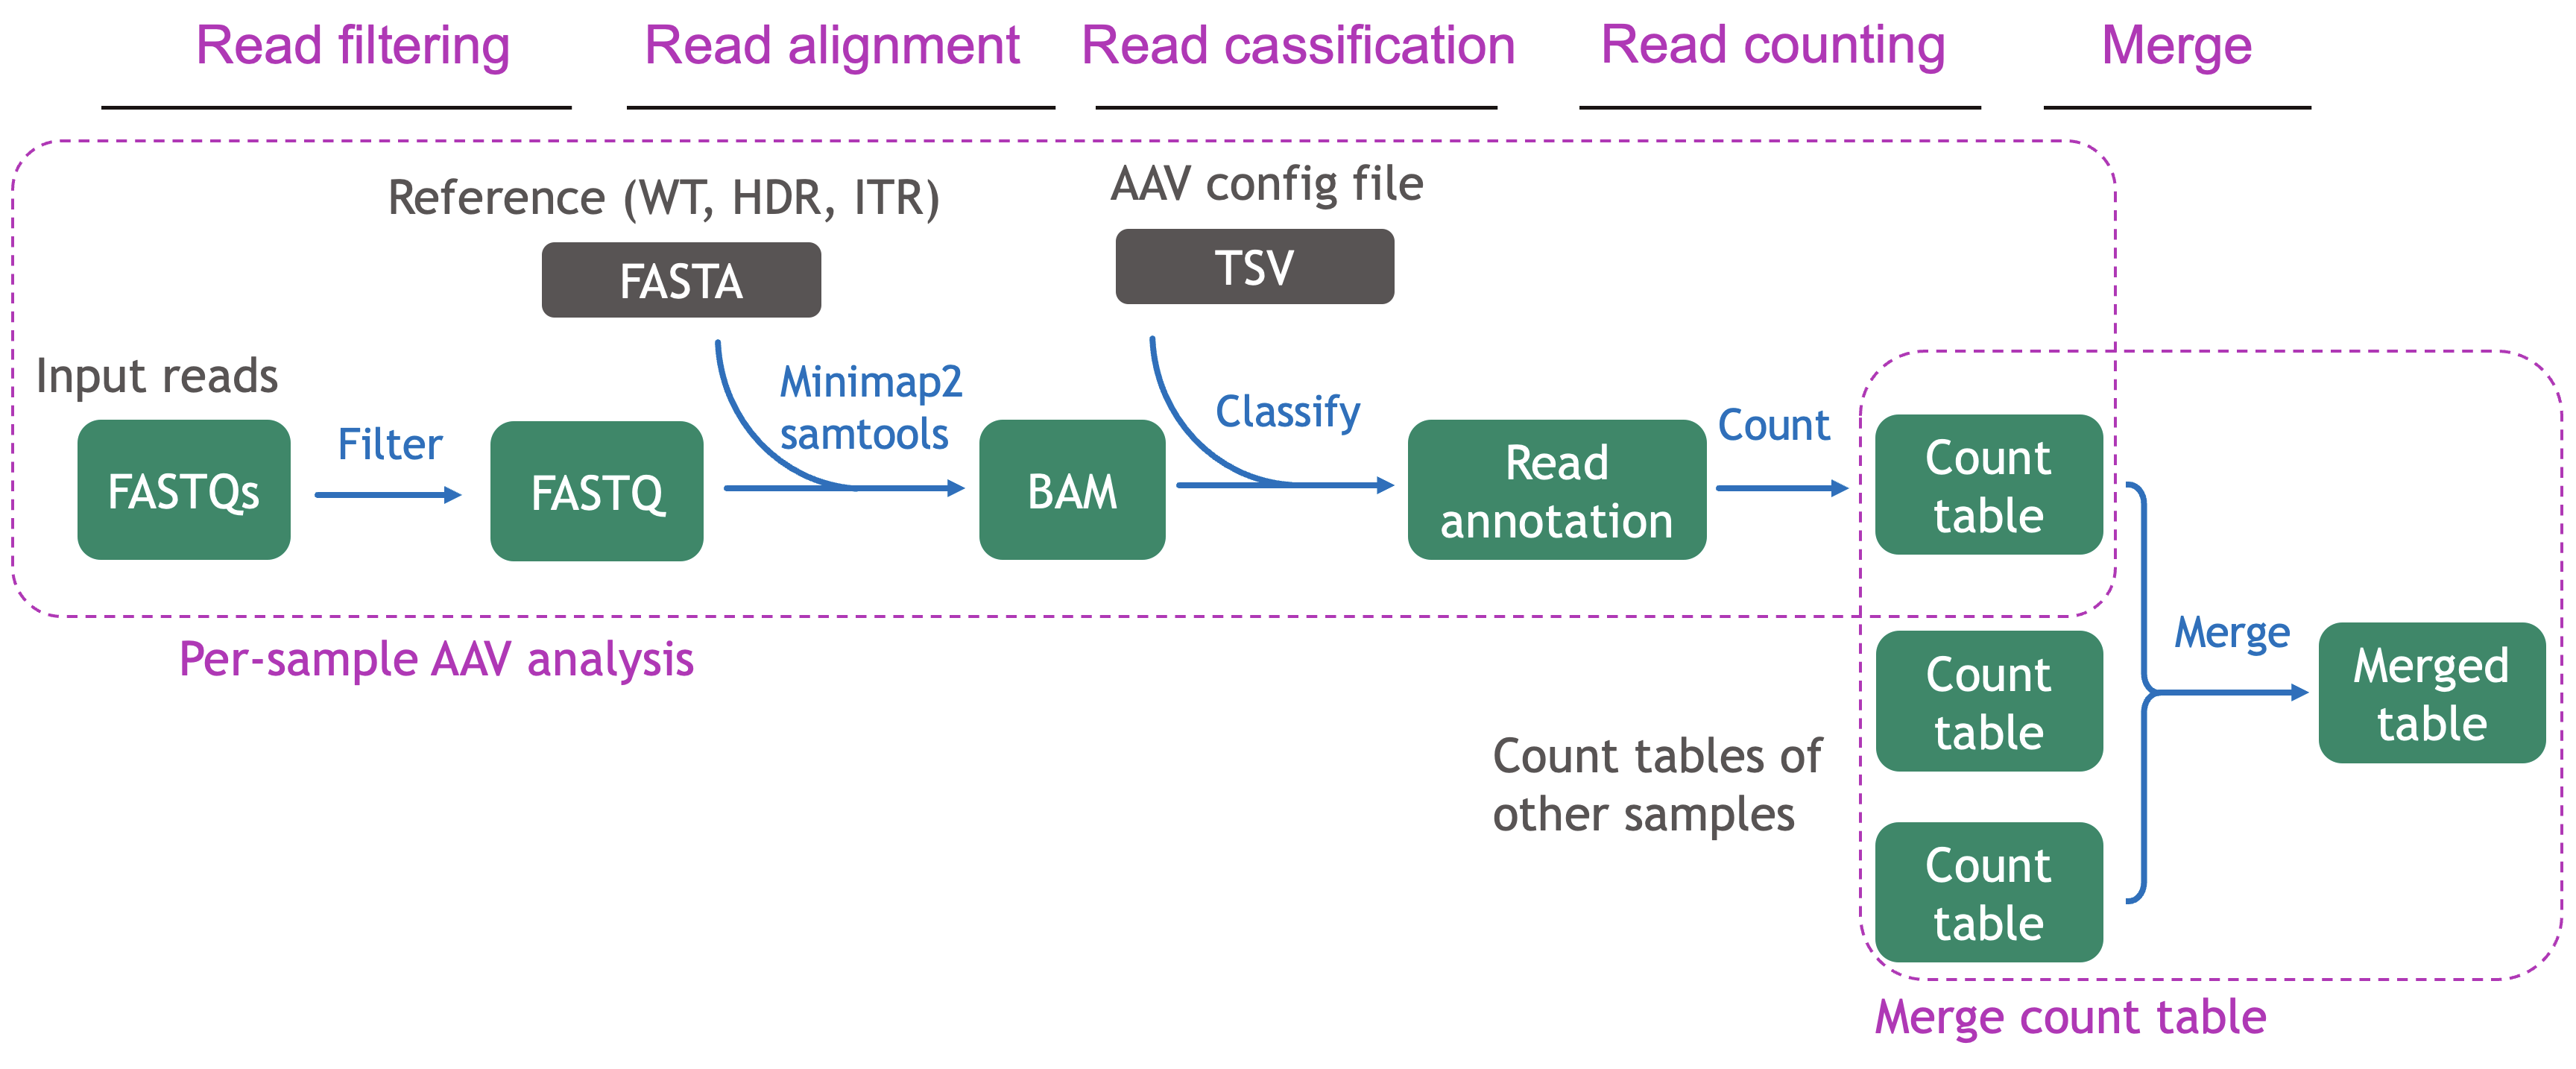 Read filtering
Read alignment
Read cassification
Read counting
Merge
Reference (WT, HDR, ITR)
FASTA
AAV config file
TSV
Input reads
FASTQs
Filter
FASTQ
Minimap2
samtools
BAM
Classify
Read
annotation
Count
Count
table
Per-sample AAV analysis
Count tables of
other samples
Count
table
Count
table
Merge
Merged
table
Merge count table